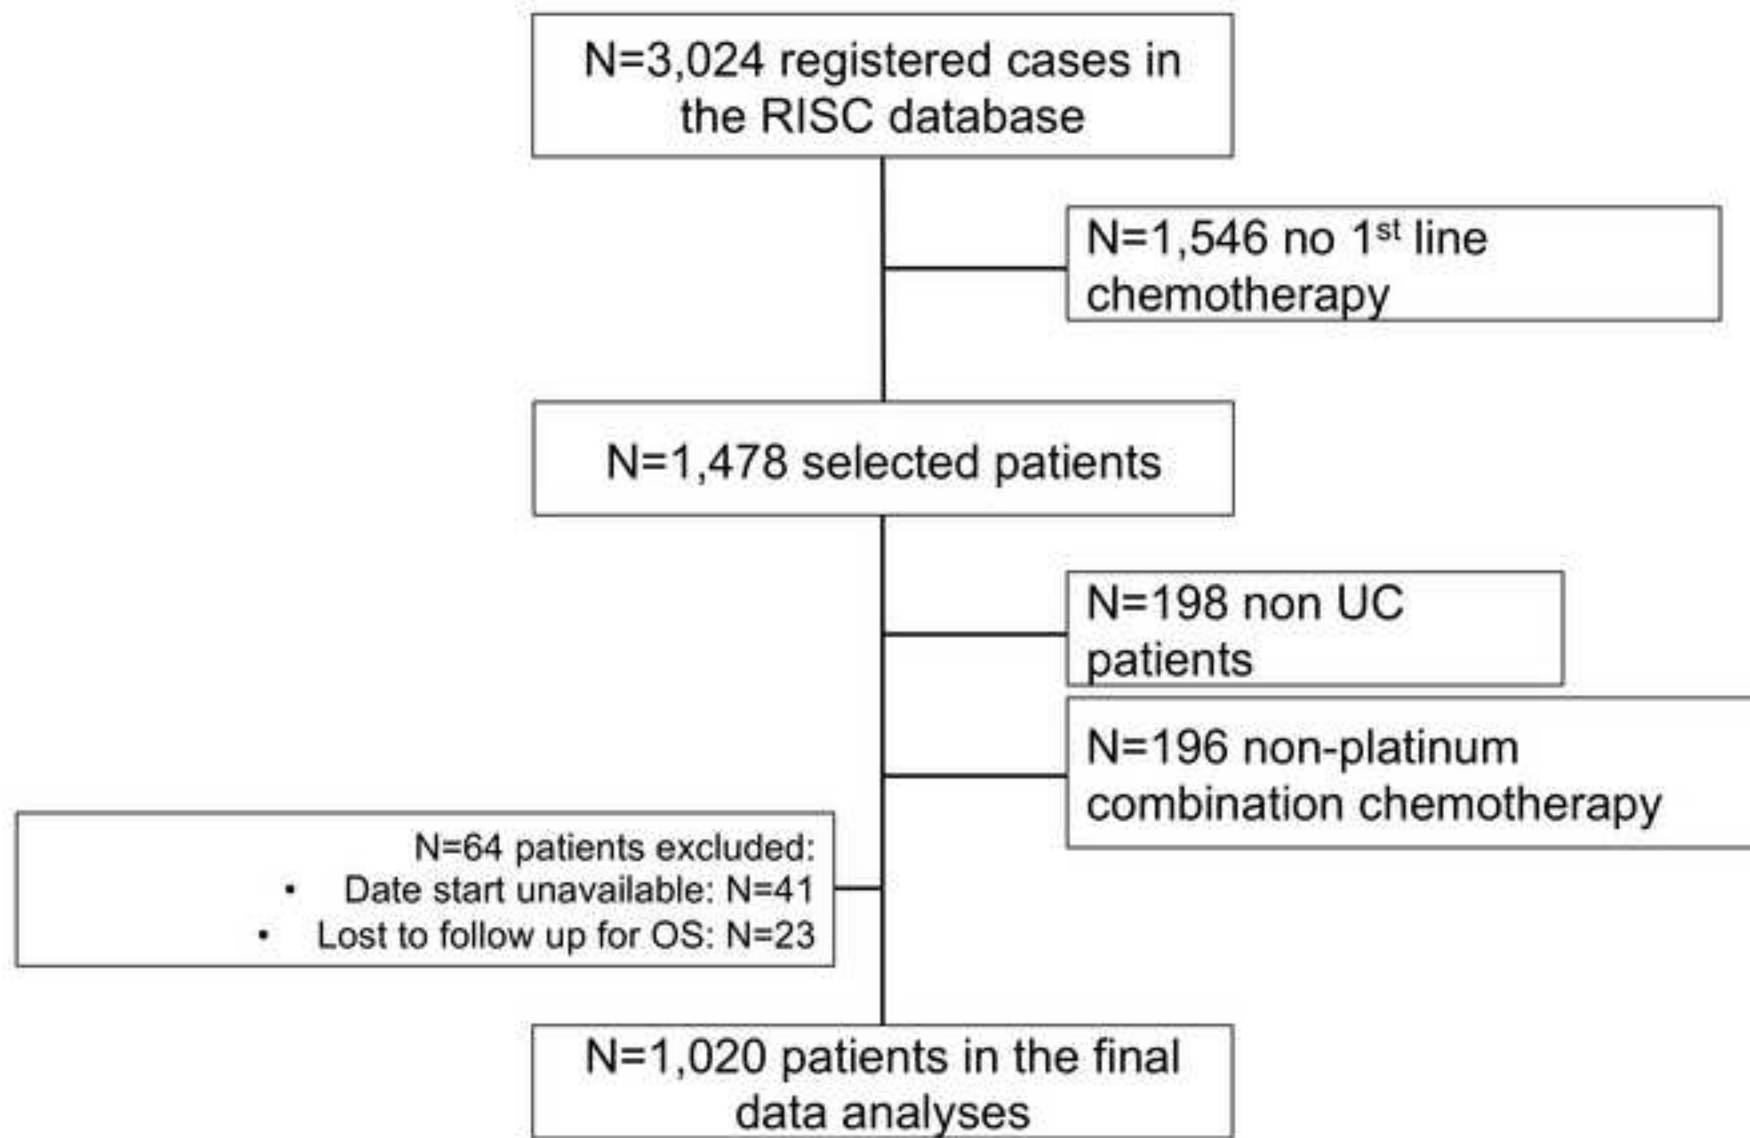 N=3,024 registered cases in
the RISC database
N=1,546 no 1st line
chemotherapy
N=1,478 selected patients
N=198 non UC
patients
N=196 non-platinum
combination chemotherapy
N=64 patients excluded:
• Date start unavailable: N=41
• Lost to follow up for OS: N=23
N=1,020 patients in the final
data analyses